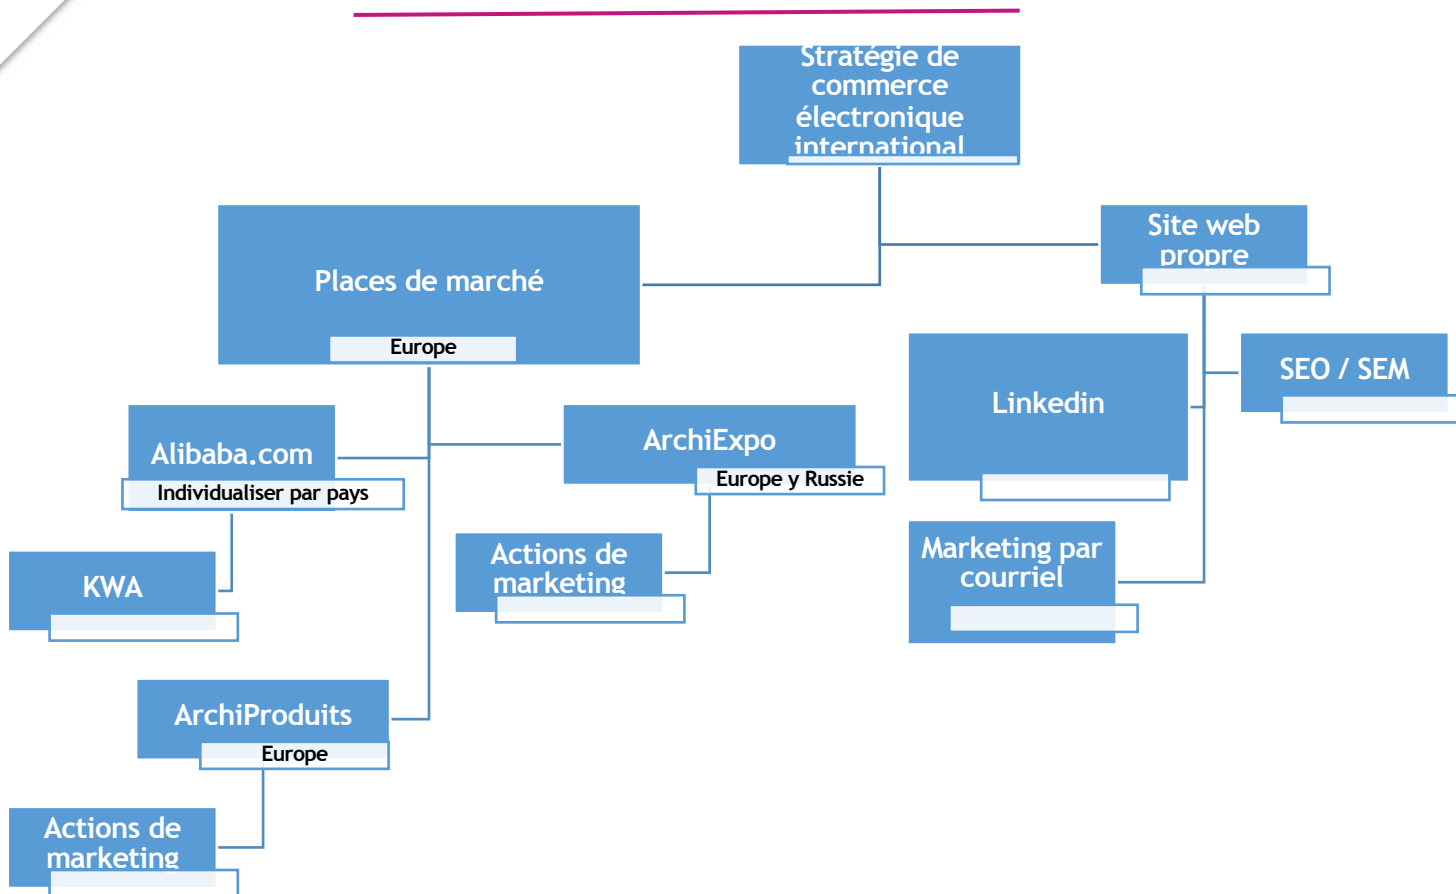 Stratégie de
commerce
électronique
international
Places de marché
Europe
Site web
propre
Alibaba.com
Individualiser par pays
ArchiExpo
Europe y Russie
Linkedin
SEO / SEM
KWA
Actions de
marketing
Marketing par
courriel
ArchiProduits
Europe
Actions de
marketing